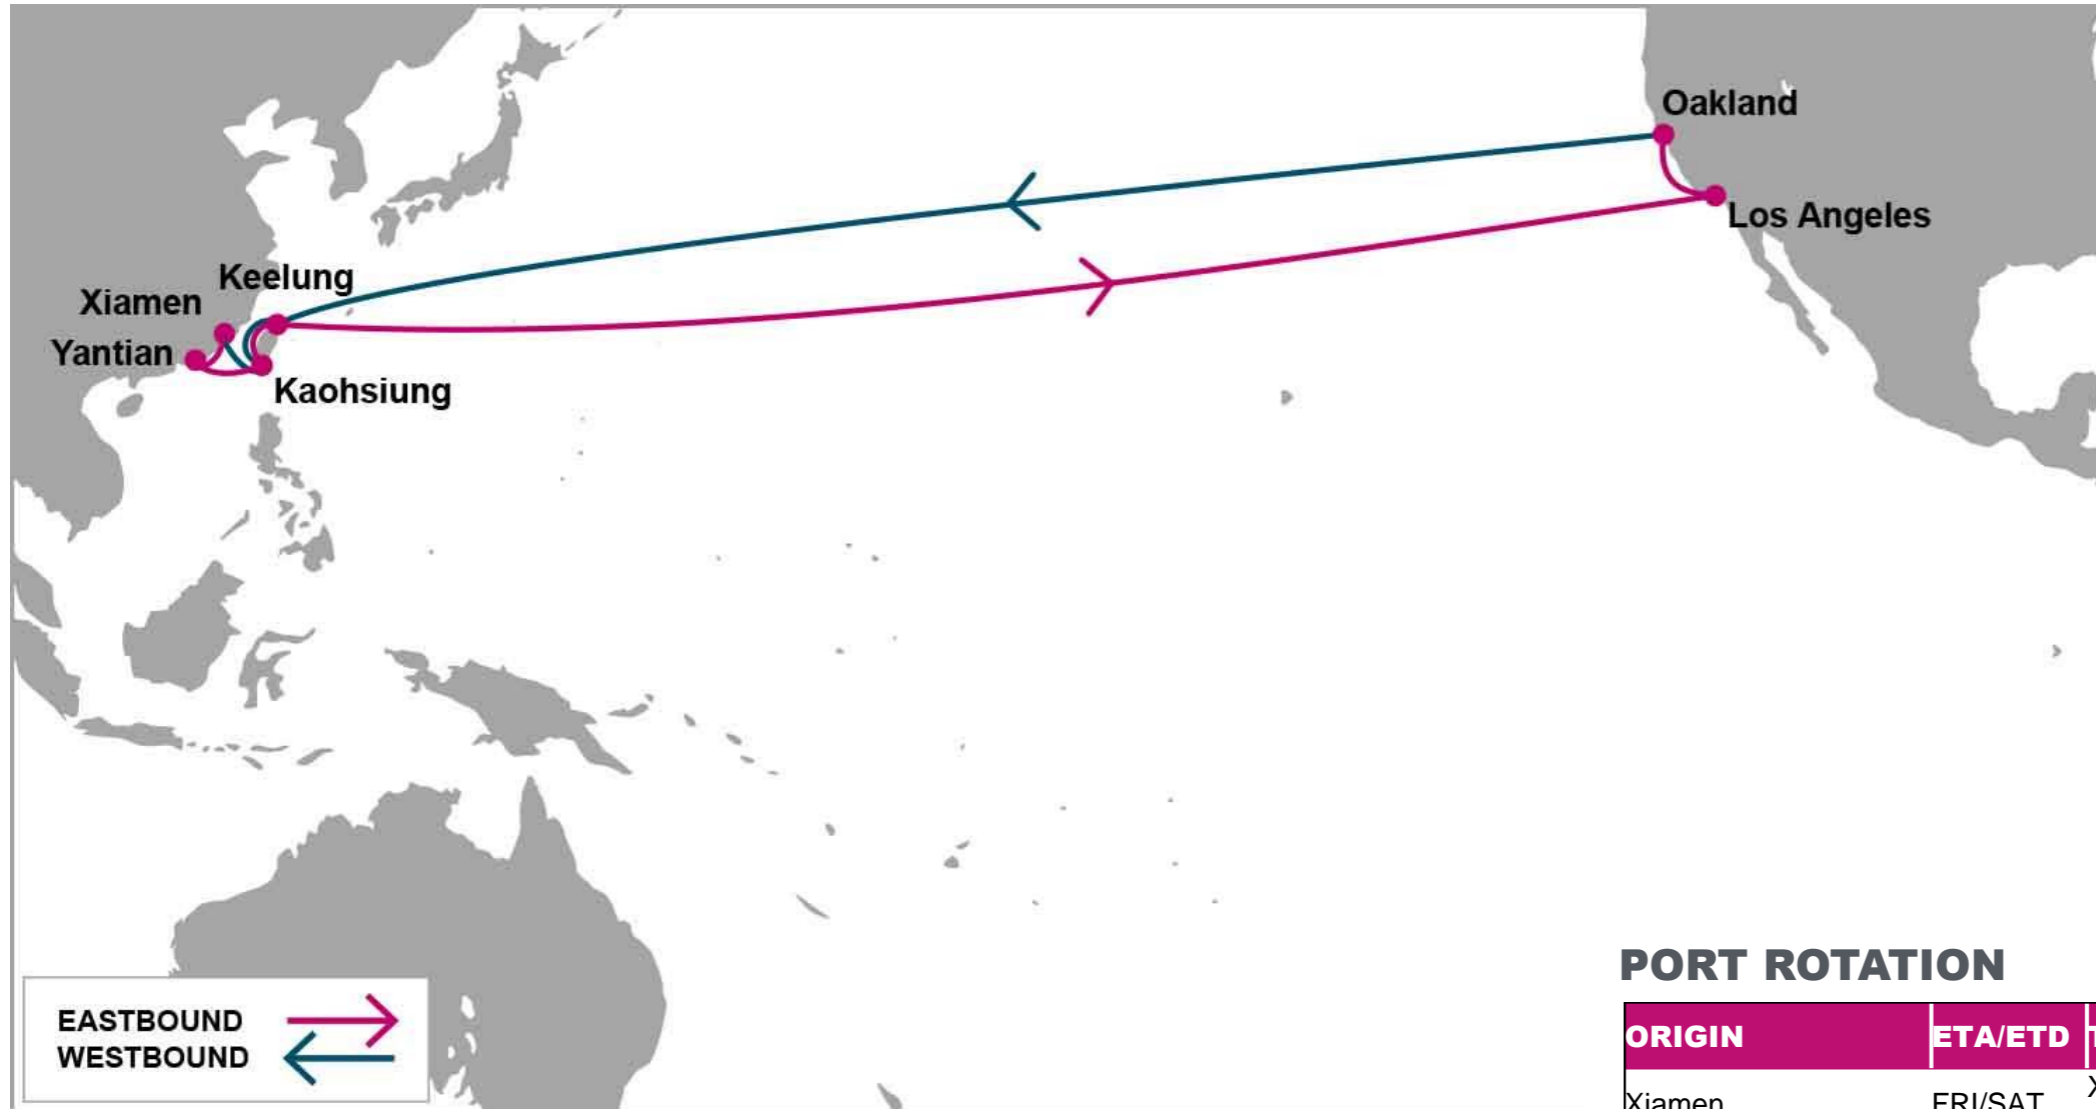 Oakland
Los Angeles
Keelung
Xiamen
Yantian
Kaohsiung
PORT ROTATION
EASTBOUND
WESTBOUND
ORIGIN ETA/ETD
Xiamen FRI/SAT